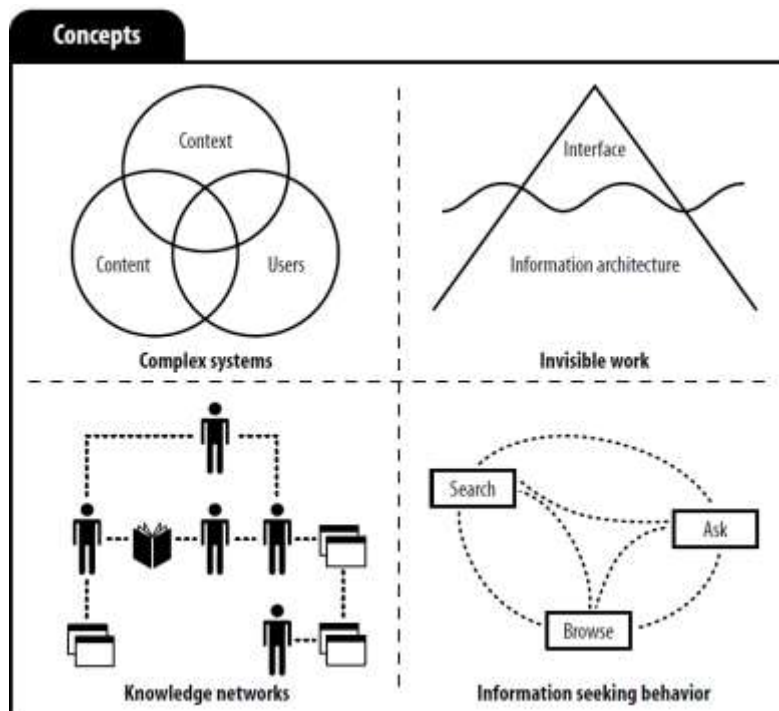 Concepts
Context
Content
Users
Complex systems
Interface
Information architecture
Invisible work
Knowledge networks
Search
Ask
Browse
Information seeking behavior